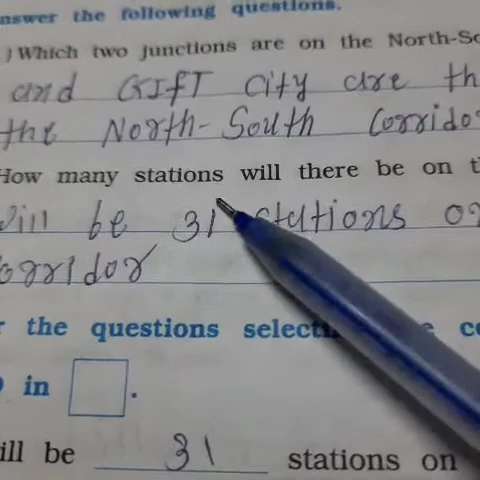 nswer the following questions.
) Which two junctions are on the North-So
and GIfT City are th
the North-South Corrido
How many stations will there be on t
will be 31 stations o
orridor
the questions
in
ill be 31 stations on